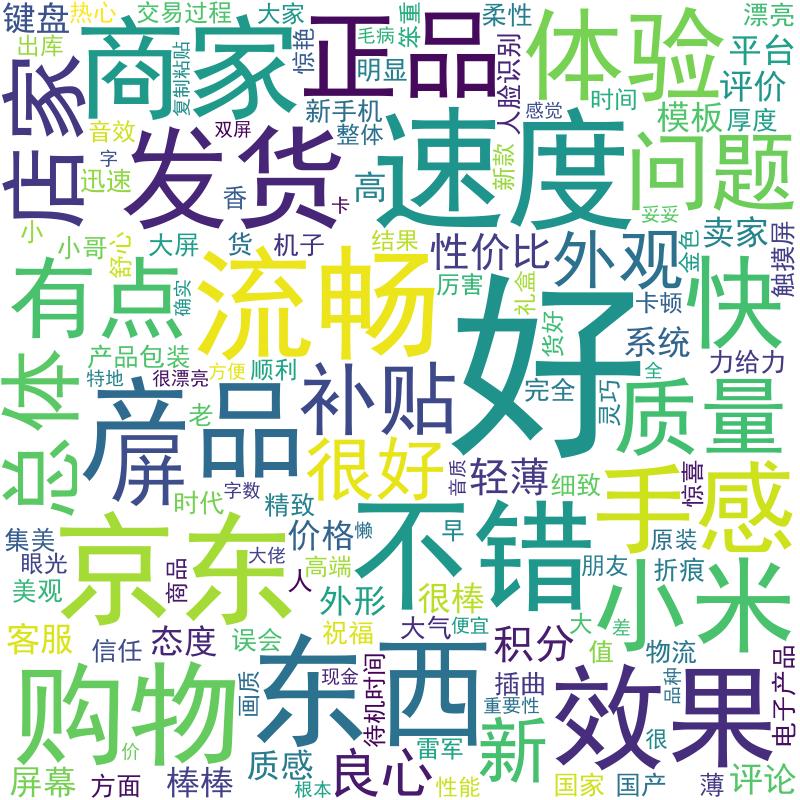 键盘
热心
交易过程
大家
商家
正品
柔性
体验
漂亮
出库
复制粘贴
惊艳
毛病
笨重
明显
人脸识别
平台
评价
店家
音效
双屏
新手机
整体
感觉
时间
模板
厚度
字
迅速
发货
速度
问题
香
卡
高
新款
妥妥
小
小哥
舒心
大屏
货
机子
结果
性价比
外观
卖家
金色
触摸屏
有点
确实
流畅
厉害
礼盒
好
货好
卡顿
系统
快
产品包装
特地
很漂亮
方便
顺利
力给力
总体
产品
屏
老
补贴
完全
灵巧
全
质量
很好
音质
轻薄
细致
手感
惊喜
时代
字数
精致
集美
眼光
美观
京东
商品
大佬
价格
懒
人
高端
不错
早
朋友
原装
折痕
小米
外形
很棒
客服
信任
态度
误会
祝福
大气
便宜
积分
大
差
值
物流
购物
价
画质
东西
现金
待机时间
插曲
重要性
效果
品种
电子产品
屏幕
方面
棒棒
质感
根本
良心
雷军
性能
新
国家
国产
很
薄
评论